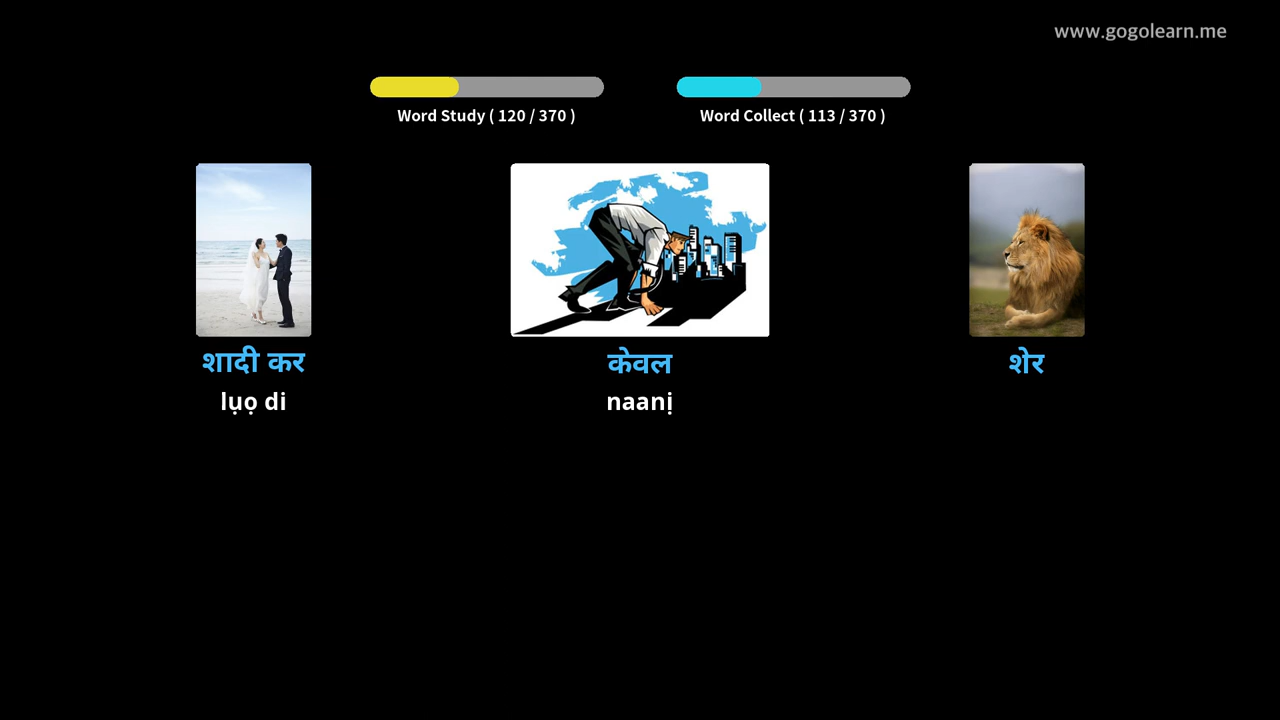 www.gogolearn.me
Word Study ( 120 / 370 )
Word Collect ( 113 / 370 )
शादी कर
केवल
शेर
lụọ di
naanị